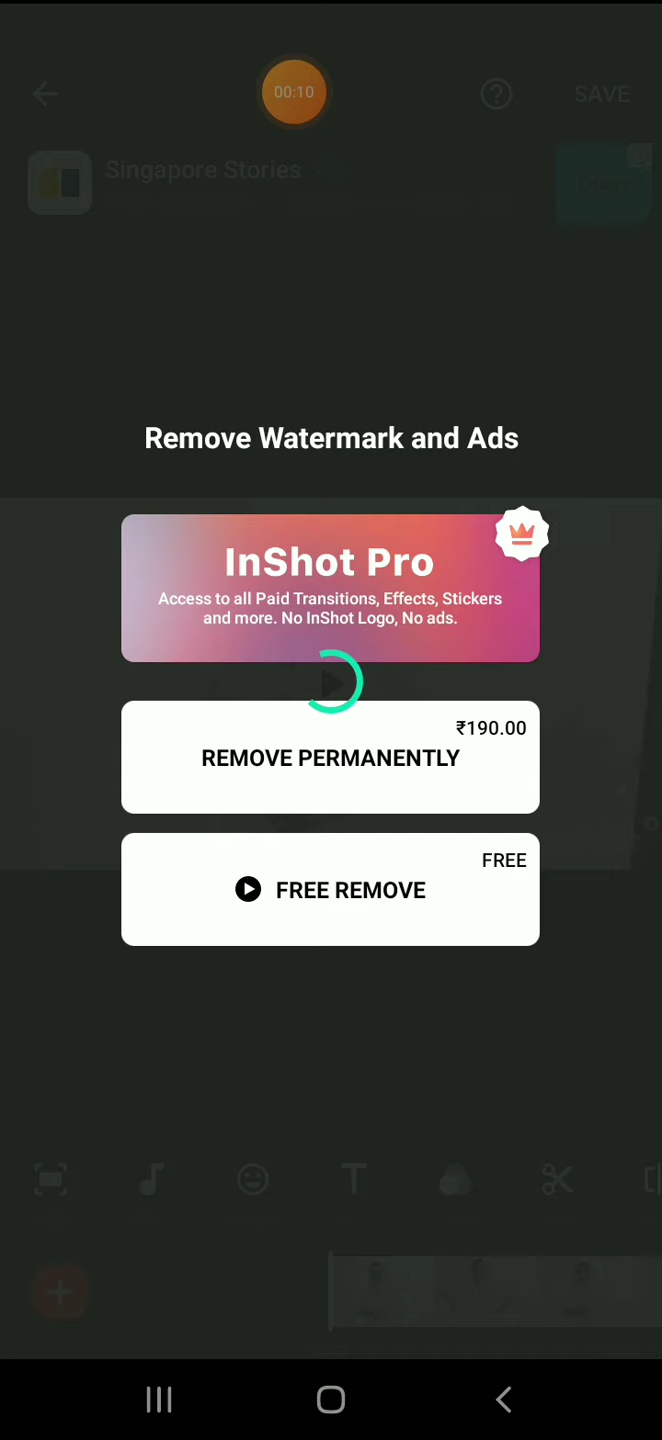 00:10
SAVE
Singapore Stories
Open
Remove Watermark and Ads
InShot Pro
Access to all Paid Transitions, Effects, Stickers
and more. No InShot Logo, No ads.
₹190.00
REMOVE PERMANENTLY
FREE
FREE REMOVE